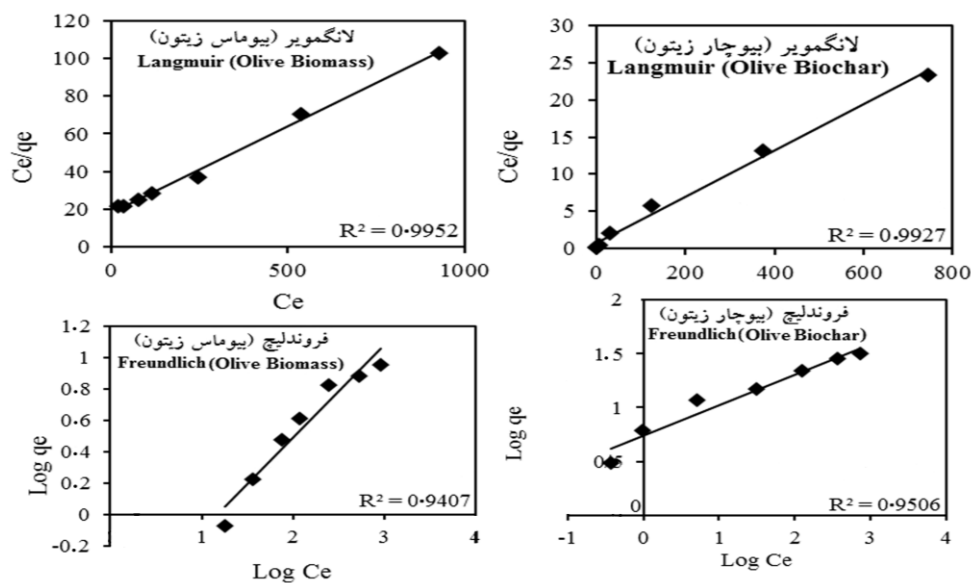 لانگمویر (بیوماس زیتون)
Langmuir (Olive Biomass)
120
100
80
60
40
20
0
Ce/qe
0
500
1000
Ce
R² = 0·9952
لانگمویر (بیوچار زیتون)
Langmuir (Olive Biochar)
30
25
20
15
10
5
0
Ce/qe
0
200
400
600
800
R² = 0·9927
فروندلیچ (بیوماس زیتون)
Freundlich (Olive Biomass)
1·2
1
0·8
0·6
0·4
0·2
0
-0·2
Log qe
1
2
3
4
Log Ce
R² = 0·9407
فروندلیچ (بیوچار زیتون)
Freundlich (Olive Biochar)
2
1·5
1
0·5
0
Log qe
-1
0
1
2
3
4
Log Ce
R² = 0·9506